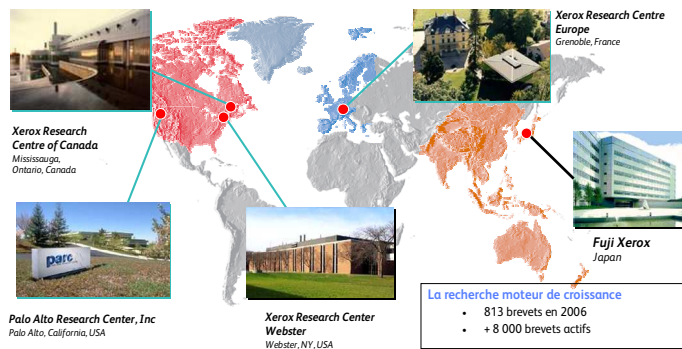 Xerox Research Centre
Europe
Grenoble, France
Xerox Research
Centre of Canada
Mississauga,
Ontario, Canada
parc
Fuji Xerox
Japan
La recherche moteur de croissance
• 813 brevets en 2006
• + 8 000 brevets actifs
Palo Alto Research Center, Inc
Palo Alto, California, USA
Xerox Research Center
Webster
Webster, NY, USA